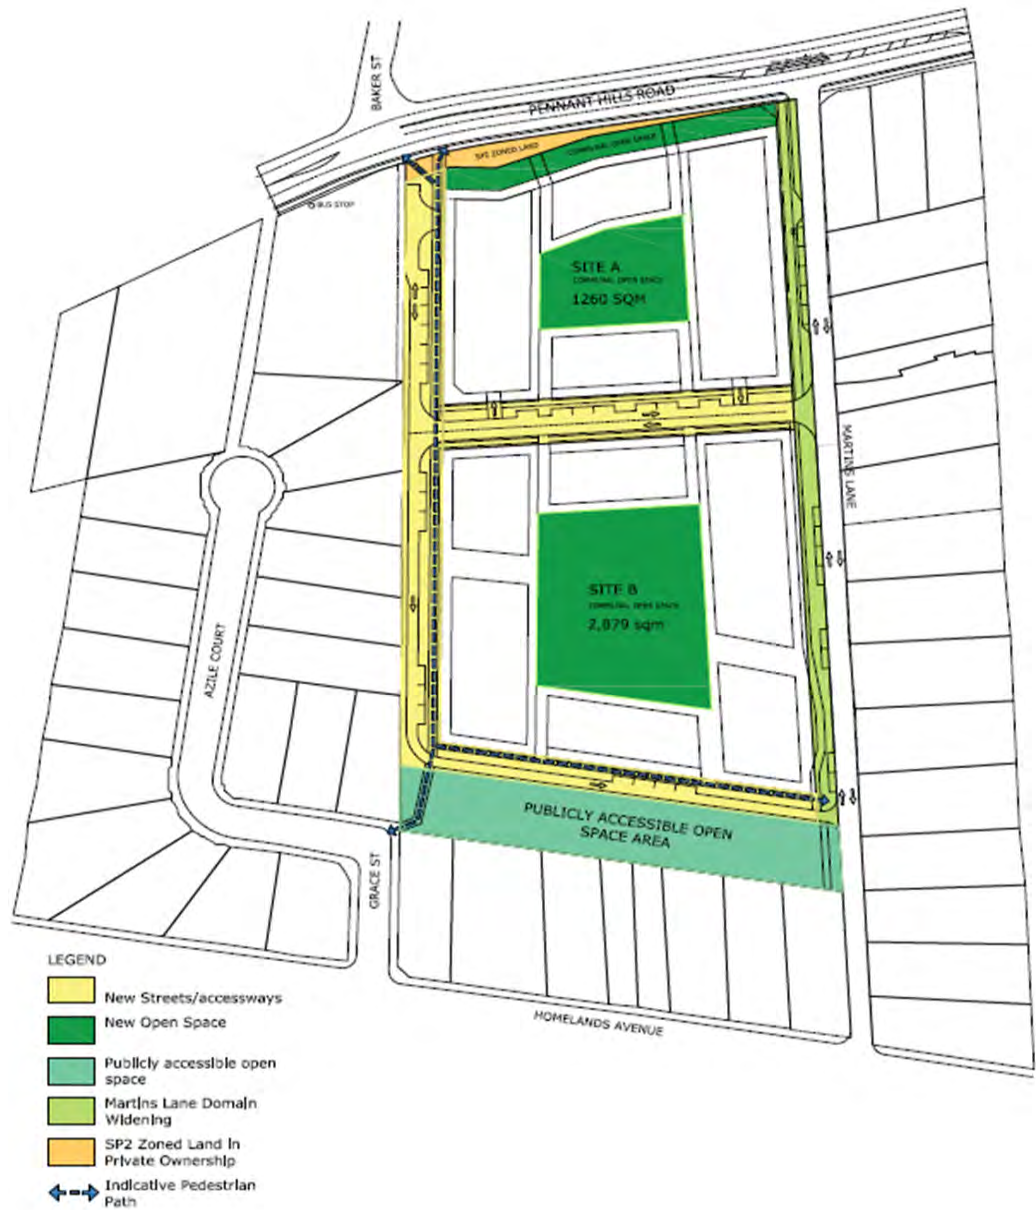 BAKER ST
PENNANT HILLS ROAD
SP2 ZONED LAND
COMMUNAL OPEN SPACE
BUS STOP
SITE A
COMMUNAL OPEN SPACE
1260 SQM
MARTINS LANE
SITE B
COMMUNAL OPEN SPACE
2,879 sqm
AZILE COURT
PUBLICLY ACCESSIBLE OPEN
SPACE AREA
GRACE ST
HOMELANDS AVENUE
LEGEND
New Streets/accessways
New Open Space
Publicly accessible open
space
Martins Lane Domain
Widening
SP2 Zoned Land in
Private Ownership
Indicative Pedestrian
Path